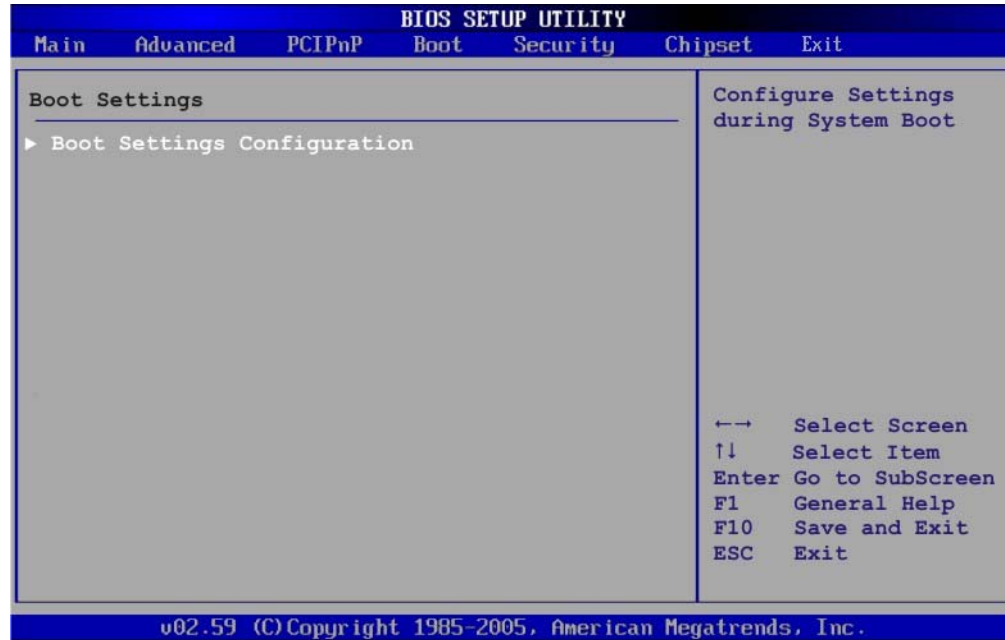 BIOS SETUP UTILITY
Main Advanced PCIPnP Boot Security Chipset Exit
Boot Settings
▶ Boot Settings Configuration
Configure Settings
during System Boot
←→ Select Screen
↑↓ Select Item
Enter Go to SubScreen
F1 General Help
F10 Save and Exit
ESC Exit
v02.59 (C)Copyright 1985-2005, American Megatrends, Inc.